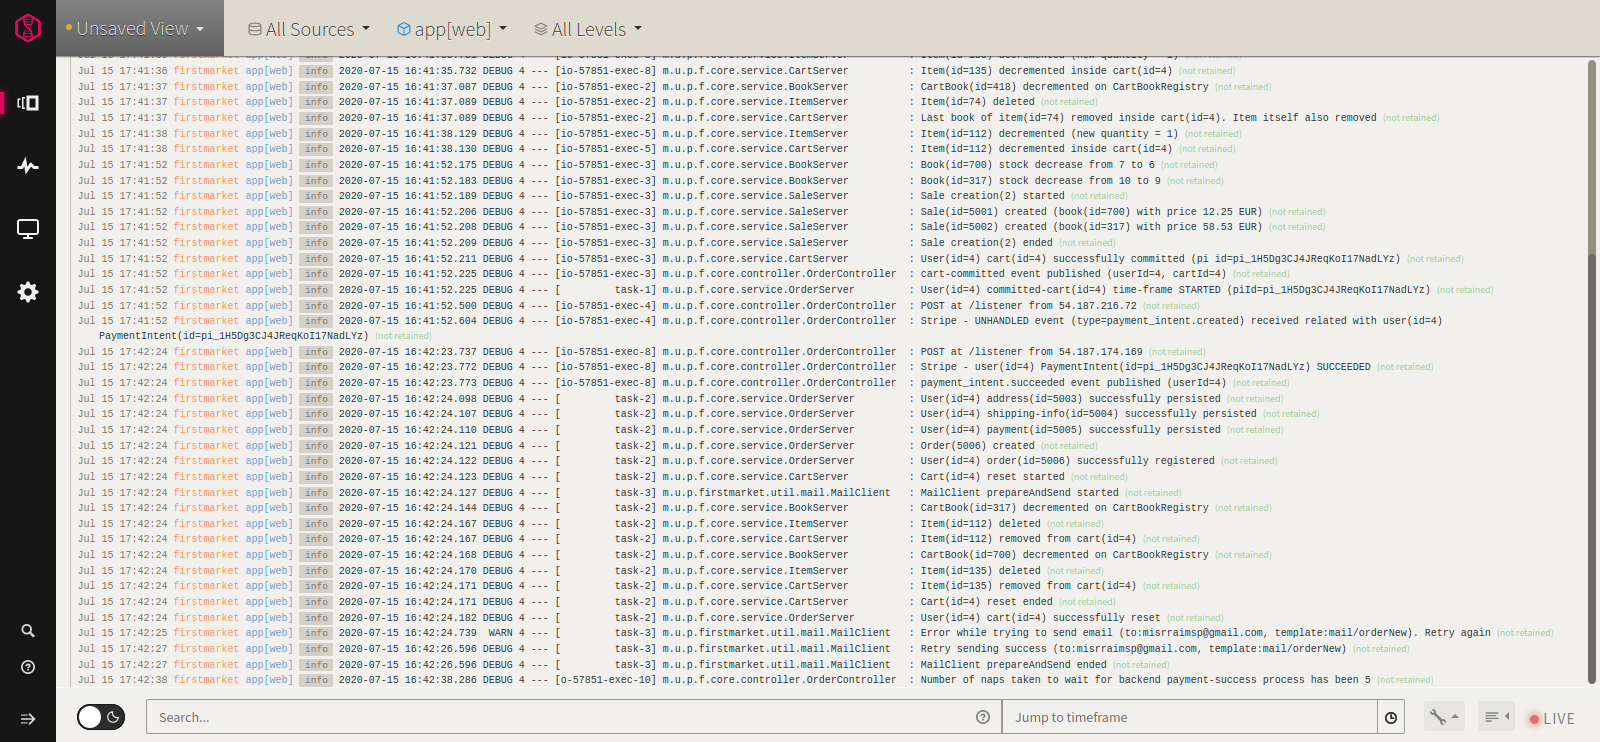 Unsaved View All Sources app[web] All Levels
Jul 15 17:41:36 firstmarket app[web] info 2020-07-15 16:41:35.732 DEBUG 4 --- [io-57851-exec-8] m.u.p.f.core.service.CartServer : Item(id=135) decremented inside cart(id=4) (not retained)
Jul 15 17:41:37 firstmarket app[web] info 2020-07-15 16:41:37.087 DEBUG 4 --- [io-57851-exec-2] m.u.p.f.core.service.BookServer : CartBook(id=418) decremented on CartBookRegistry (not retained)
Jul 15 17:41:37 firstmarket app[web] info 2020-07-15 16:41:37.089 DEBUG 4 --- [io-57851-exec-2] m.u.p.f.core.service.ItemServer : Item(id=74) deleted (not retained)
Jul 15 17:41:37 firstmarket app[web] info 2020-07-15 16:41:37.089 DEBUG 4 --- [io-57851-exec-2] m.u.p.f.core.service.CartServer : Last book of item(id=74) removed inside cart(id=4). Item itself also removed (not retained)
Jul 15 17:41:38 firstmarket app[web] info 2020-07-15 16:41:38.129 DEBUG 4 --- [io-57851-exec-5] m.u.p.f.core.service.ItemServer : Item(id=112) decremented (new quantity = 1) (not retained)
Jul 15 17:41:38 firstmarket app[web] info 2020-07-15 16:41:38.130 DEBUG 4 --- [io-57851-exec-5] m.u.p.f.core.service.CartServer : Item(id=112) decremented inside cart(id=4) (not retained)
Jul 15 17:41:52 firstmarket app[web] info 2020-07-15 16:41:52.175 DEBUG 4 --- [io-57851-exec-3] m.u.p.f.core.service.BookServer : Book(id=700) stock decrease from 7 to 6 (not retained)
Jul 15 17:41:52 firstmarket app[web] info 2020-07-15 16:41:52.183 DEBUG 4 --- [io-57851-exec-3] m.u.p.f.core.service.BookServer : Book(id=317) stock decrease from 10 to 9 (not retained)
Jul 15 17:41:52 firstmarket app[web] info 2020-07-15 16:41:52.189 DEBUG 4 --- [io-57851-exec-3] m.u.p.f.core.service.SaleServer : Sale creation(2) started (not retained)
Jul 15 17:41:52 firstmarket app[web] info 2020-07-15 16:41:52.206 DEBUG 4 --- [io-57851-exec-3] m.u.p.f.core.service.SaleServer : Sale(id=5001) created (book(id=700) with price 12.25 EUR) (not retained)
Jul 15 17:41:52 firstmarket app[web] info 2020-07-15 16:41:52.208 DEBUG 4 --- [io-57851-exec-3] m.u.p.f.core.service.SaleServer : Sale(id=5002) created (book(id=317) with price 58.53 EUR) (not retained)
Jul 15 17:41:52 firstmarket app[web] info 2020-07-15 16:41:52.209 DEBUG 4 --- [io-57851-exec-3] m.u.p.f.core.service.SaleServer : Sale creation(2) ended (not retained)
Jul 15 17:41:52 firstmarket app[web] info 2020-07-15 16:41:52.211 DEBUG 4 --- [io-57851-exec-3] m.u.p.f.core.service.CartServer : User(id=4) cart(id=4) successfully committed (pi id=pi_1H5Dg3CJ4JReqKoI17NadLYz) (not retained)
Jul 15 17:41:52 firstmarket app[web] info 2020-07-15 16:41:52.225 DEBUG 4 --- [io-57851-exec-3] m.u.p.f.core.controller.OrderController : cart-committed event published (userId=4, cartId=4) (not retained)
Jul 15 17:41:52 firstmarket app[web] info 2020-07-15 16:41:52.225 DEBUG 4 --- [ task-1] m.u.p.f.core.service.OrderServer : User(id=4) committed-cart(id=4) time-frame STARTED (piId=pi_1H5Dg3CJ4JReqKoI17NadLYz) (not retained)
Jul 15 17:41:52 firstmarket app[web] info 2020-07-15 16:41:52.500 DEBUG 4 --- [io-57851-exec-4] m.u.p.f.core.controller.OrderController : POST at /listener from 54.187.216.72 (not retained)
Jul 15 17:41:52 firstmarket app[web] info 2020-07-15 16:41:52.604 DEBUG 4 --- [io-57851-exec-4] m.u.p.f.core.controller.OrderController : Stripe - UNHANDLED event (type=payment_intent.created) received related with user(id=4)
PaymentIntent(id=pi_1H5Dg3CJ4JReqKoI17NadLYz) (not retained)
Jul 15 17:42:24 firstmarket app[web] info 2020-07-15 16:42:23.737 DEBUG 4 --- [io-57851-exec-8] m.u.p.f.core.controller.OrderController : POST at /listener from 54.187.174.169 (not retained)
Jul 15 17:42:24 firstmarket app[web] info 2020-07-15 16:42:23.772 DEBUG 4 --- [io-57851-exec-8] m.u.p.f.core.controller.OrderController : Stripe - user(id=4) PaymentIntent(id=pi_1H5Dg3CJ4JReqKoI17NadLYz) SUCCEEDED (not retained)
Jul 15 17:42:24 firstmarket app[web] info 2020-07-15 16:42:23.773 DEBUG 4 --- [io-57851-exec-8] m.u.p.f.core.controller.OrderController : payment_intent.succeeded event published (userId=4) (not retained)
Jul 15 17:42:24 firstmarket app[web] info 2020-07-15 16:42:24.098 DEBUG 4 --- [ task-2] m.u.p.f.core.service.OrderServer : User(id=4) address(id=5003) successfully persisted (not retained)
Jul 15 17:42:24 firstmarket app[web] info 2020-07-15 16:42:24.107 DEBUG 4 --- [ task-2] m.u.p.f.core.service.OrderServer : User(id=4) shipping-info(id=5004) successfully persisted (not retained)
Jul 15 17:42:24 firstmarket app[web] info 2020-07-15 16:42:24.110 DEBUG 4 --- [ task-2] m.u.p.f.core.service.OrderServer : User(id=4) payment(id=5005) successfully persisted (not retained)
Jul 15 17:42:24 firstmarket app[web] info 2020-07-15 16:42:24.121 DEBUG 4 --- [ task-2] m.u.p.f.core.service.OrderServer : Order(5006) created (not retained)
Jul 15 17:42:24 firstmarket app[web] info 2020-07-15 16:42:24.122 DEBUG 4 --- [ task-2] m.u.p.f.core.service.OrderServer : User(id=4) order(id=5006) successfully registered (not retained)
Jul 15 17:42:24 firstmarket app[web] info 2020-07-15 16:42:24.123 DEBUG 4 --- [ task-2] m.u.p.f.core.service.CartServer : Cart(id=4) reset started (not retained)
Jul 15 17:42:24 firstmarket app[web] info 2020-07-15 16:42:24.127 DEBUG 4 --- [ task-3] m.u.p.firstmarket.util.mail.MailClient : MailClient prepareAndSend started (not retained)
Jul 15 17:42:24 firstmarket app[web] info 2020-07-15 16:42:24.144 DEBUG 4 --- [ task-2] m.u.p.f.core.service.BookServer : CartBook(id=317) decremented on CartBookRegistry (not retained)
Jul 15 17:42:24 firstmarket app[web] info 2020-07-15 16:42:24.167 DEBUG 4 --- [ task-2] m.u.p.f.core.service.ItemServer : Item(id=112) deleted (not retained)
Jul 15 17:42:24 firstmarket app[web] info 2020-07-15 16:42:24.167 DEBUG 4 --- [ task-2] m.u.p.f.core.service.CartServer : Item(id=112) removed from cart(id=4) (not retained)
Jul 15 17:42:24 firstmarket app[web] info 2020-07-15 16:42:24.168 DEBUG 4 --- [ task-2] m.u.p.f.core.service.BookServer : CartBook(id=700) decremented on CartBookRegistry (not retained)
Jul 15 17:42:24 firstmarket app[web] info 2020-07-15 16:42:24.170 DEBUG 4 --- [ task-2] m.u.p.f.core.service.ItemServer : Item(id=135) deleted (not retained)
Jul 15 17:42:24 firstmarket app[web] info 2020-07-15 16:42:24.171 DEBUG 4 --- [ task-2] m.u.p.f.core.service.CartServer : Item(id=135) removed from cart(id=4) (not retained)
Jul 15 17:42:24 firstmarket app[web] info 2020-07-15 16:42:24.171 DEBUG 4 --- [ task-2] m.u.p.f.core.service.CartServer : Cart(id=4) reset ended (not retained)
Jul 15 17:42:24 firstmarket app[web] info 2020-07-15 16:42:24.182 DEBUG 4 --- [ task-2] m.u.p.f.core.service.OrderServer : User(id=4) cart(id=4) successfully reset (not retained)
Jul 15 17:42:25 firstmarket app[web] info 2020-07-15 16:42:24.739 WARN 4 --- [ task-3] m.u.p.firstmarket.util.mail.MailClient : Error while trying to send email (to:misrraimsp@gmail.com, template:mail/orderNew). Retry again (not retained)
Jul 15 17:42:27 firstmarket app[web] info 2020-07-15 16:42:26.596 DEBUG 4 --- [ task-3] m.u.p.firstmarket.util.mail.MailClient : Retry sending success (to:misrraimsp@gmail.com, template:mail/orderNew) (not retained)
Jul 15 17:42:27 firstmarket app[web] info 2020-07-15 16:42:26.596 DEBUG 4 --- [ task-3] m.u.p.firstmarket.util.mail.MailClient : MailClient prepareAndSend ended (not retained)
Jul 15 17:42:38 firstmarket app[web] info 2020-07-15 16:42:38.286 DEBUG 4 --- [o-57851-exec-10] m.u.p.f.core.controller.OrderController : Number of naps taken to wait for backend payment-success process has been 5 (not retained)
Search... Jump to timeframe LIVE